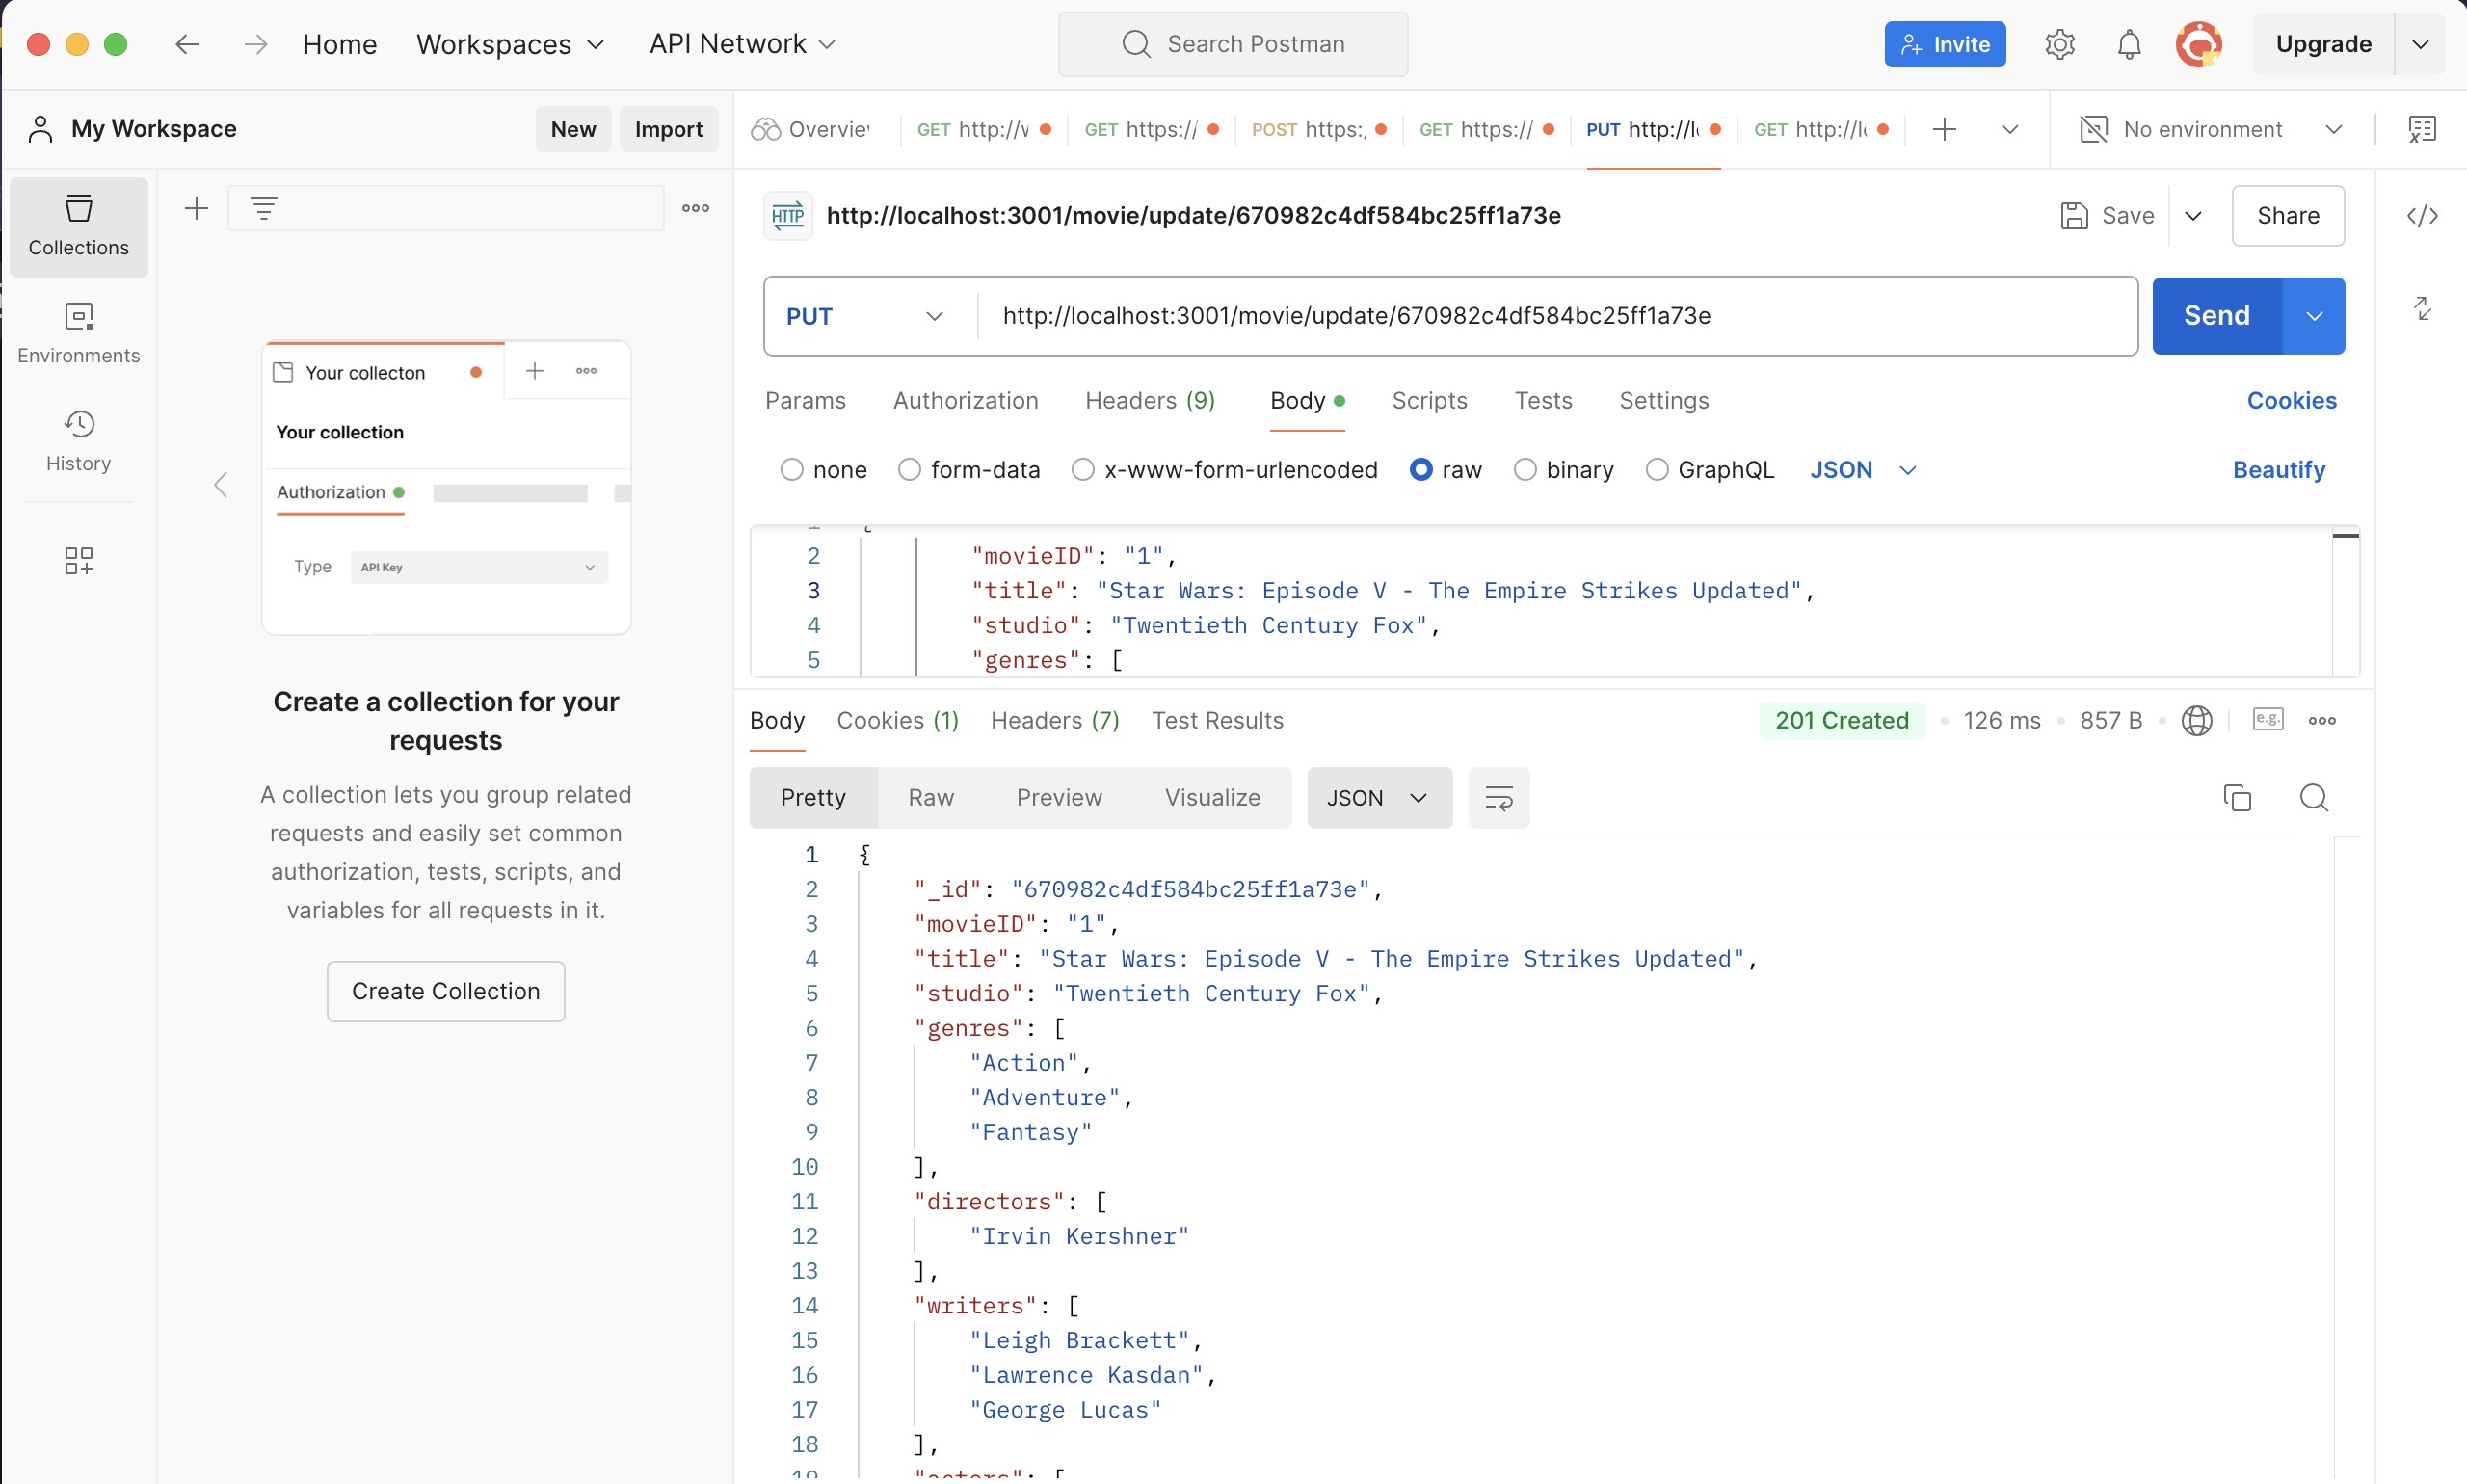 Home Workspaces API Network Search Postman Invite Upgrade
My Workspace New Import
Overview GET http://v GET https:// POST https: GET https:// PUT http://l GET http://l No environment
Collections
Environments
History
Your collecton
Your collection
Authorization
Type API Key
Create a collection for your
requests
A collection lets you group related
requests and easily set common
authorization, tests, scripts, and
variables for all requests in it.
Create Collection
HTTP http://localhost:3001/movie/update/670982c4df584bc25ff1a73e Save Share
PUT http://localhost:3001/movie/update/670982c4df584bc25ff1a73e Send
Params Authorization Headers (9) Body Scripts Tests Settings Cookies
none form-data x-www-form-urlencoded raw binary GraphQL JSON Beautify
1 {
2 "movieID": "1",
3 "title": "Star Wars: Episode V - The Empire Strikes Updated",
4 "studio": "Twentieth Century Fox",
5 "genres": [
Body Cookies (1) Headers (7) Test Results 201 Created 126 ms 857 B e.g.
Pretty Raw Preview Visualize JSON
1 {
2 "_id": "670982c4df584bc25ff1a73e",
3 "movieID": "1",
4 "title": "Star Wars: Episode V - The Empire Strikes Updated",
5 "studio": "Twentieth Century Fox",
6 "genres": [
7 "Action",
8 "Adventure",
9 "Fantasy"
10 ],
11 "directors": [
12 "Irvin Kershner"
13 ],
14 "writers": [
15 "Leigh Brackett",
16 "Lawrence Kasdan",
17 "George Lucas"
18 ],
19 "actors": [